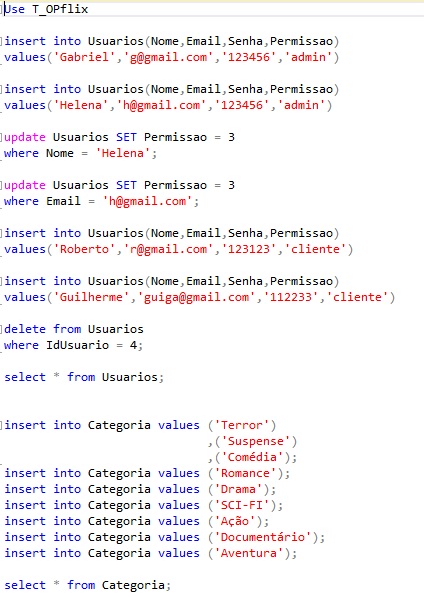 Use T_OPflix
insert into Usuarios(Nome,Email,Senha,Permissao)
values('Gabriel','g@gmail.com','123456','admin')
insert into Usuarios(Nome,Email,Senha,Permissao)
values('Helena','h@gmail.com','123456','admin')
update Usuarios SET Permissao = 3
where Nome = 'Helena';
update Usuarios SET Permissao = 3
where Email = 'h@gmail.com';
insert into Usuarios(Nome,Email,Senha,Permissao)
values('Roberto','r@gmail.com','123123','cliente')
insert into Usuarios(Nome,Email,Senha,Permissao)
values('Guilherme','guiga@gmail.com','112233','cliente')
delete from Usuarios
where IdUsuario = 4;
select * from Usuarios;
insert into Categoria values ('Terror')
,('Suspense')
,('Comédia');
insert into Categoria values ('Romance');
insert into Categoria values ('Drama');
insert into Categoria values ('SCI-FI');
insert into Categoria values ('Ação');
insert into Categoria values ('Documentário');
insert into Categoria values ('Aventura');
select * from Categoria;